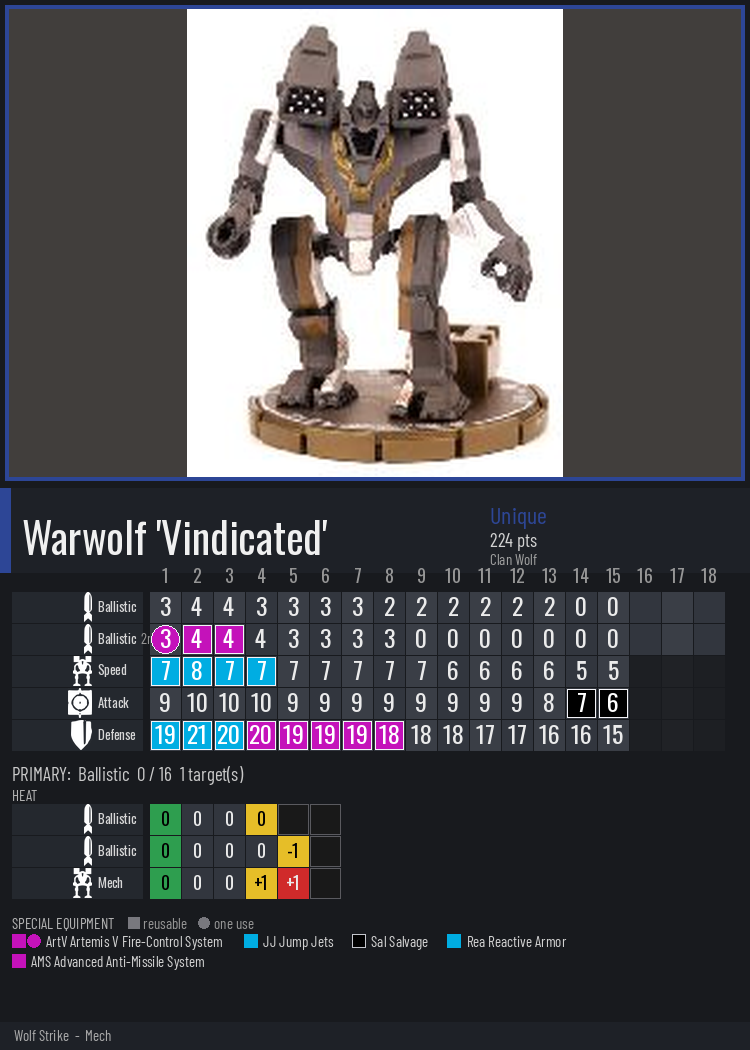 Unique
Warwolf 'Vindicated'
224 pts
Clan Wolf
1 2 3 4 5 6 7 8 9 10 11 12 13 14 15 16 17 18
Ballistic 3 4 4 3 3 3 3 3 2 2 2 2 2 0 0
Ballistic 3 4 4 4 3 3 3 3 0 0 0 0 0 0 0
Speed 7 8 7 7 7 7 7 7 7 6 6 6 6 5 5
Attack 9 10 10 10 9 9 9 9 9 9 9 9 8 7 6
Defense 19 21 20 20 19 19 19 18 18 18 17 17 16 16 15
PRIMARY: Ballistic 0 / 16 1 target(s)
HEAT
Ballistic 0 0 0 0
Ballistic 0 0 0 0 -1
Mech 0 0 0 +1 +1
SPECIAL EQUIPMENT reusable one use
ArtV Artemis V Fire-Control System JJ Jump Jets Sal Salvage Rea Reactive Armor
AMS Advanced Anti-Missile System
Wolf Strike - Mech